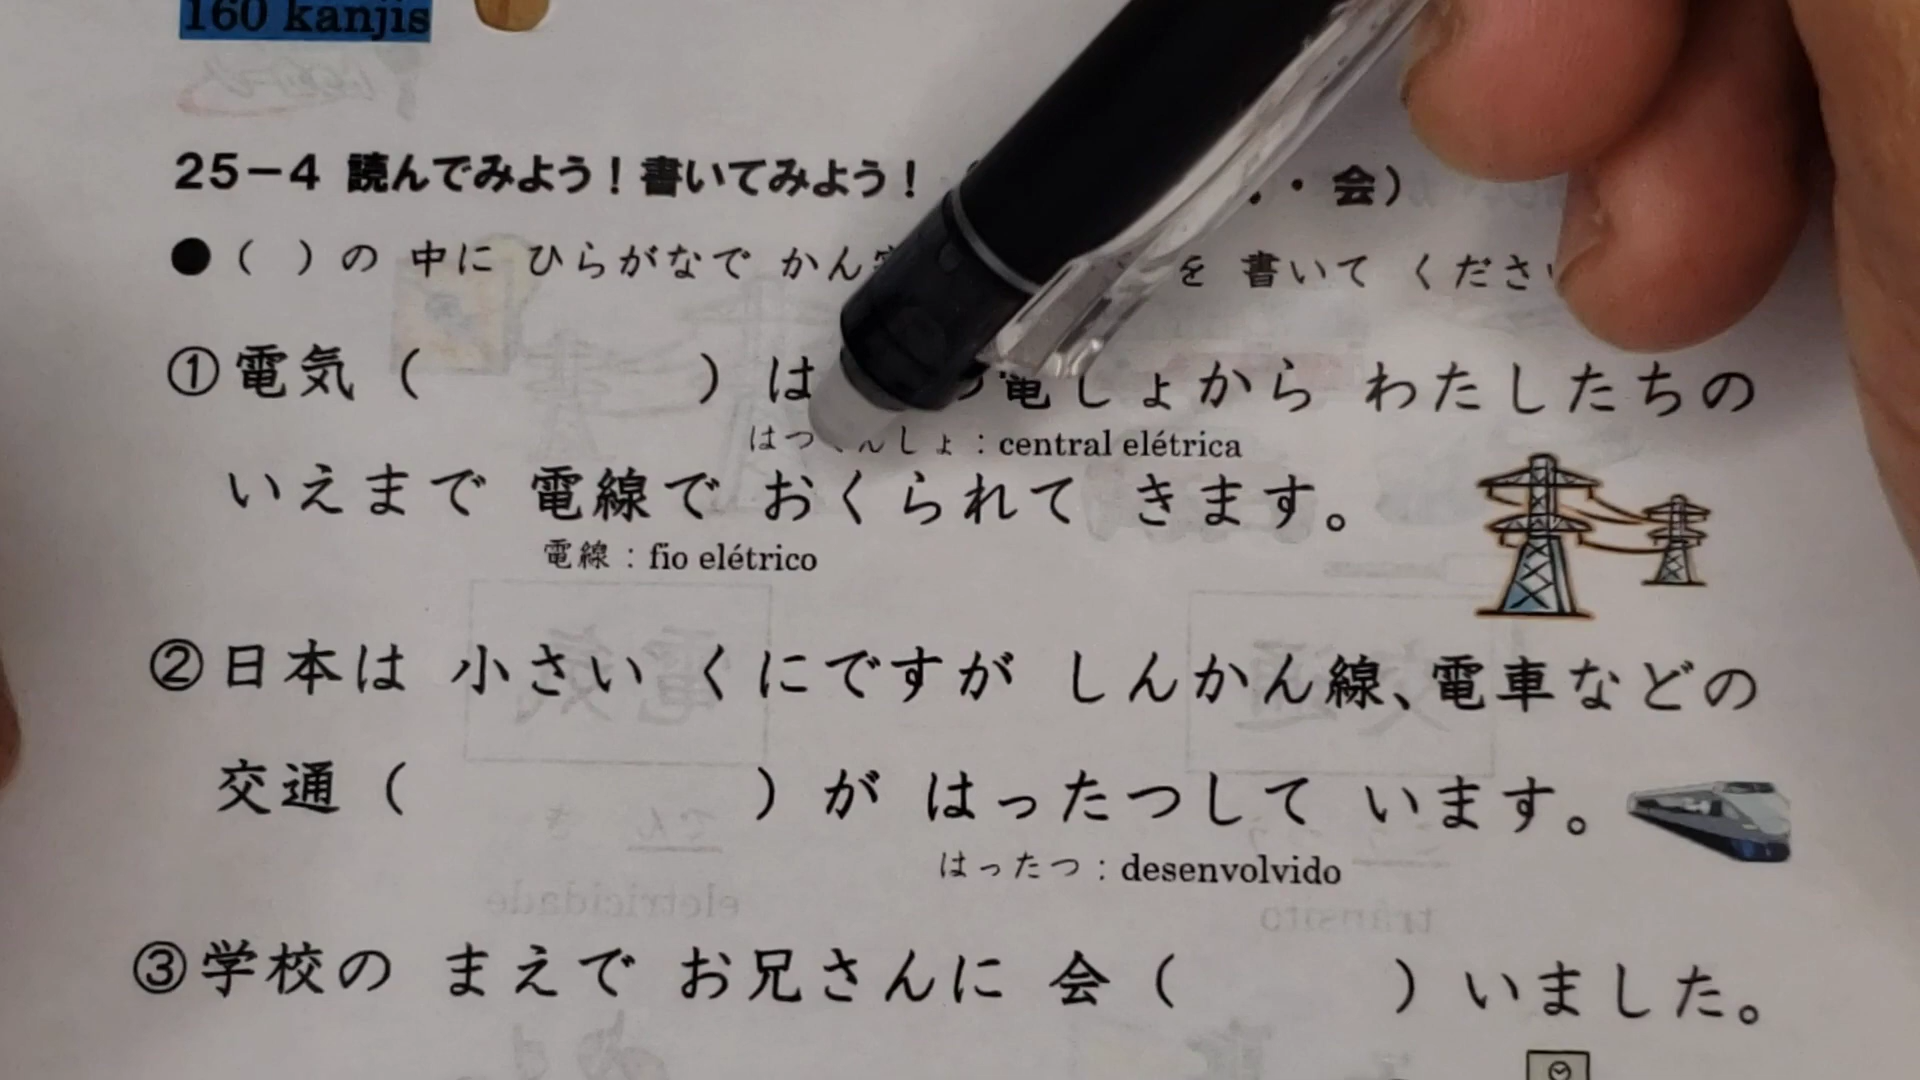 160 kanjis
25－4 読んでみよう！書いてみよう！ ・会）
●（ ）の 中に ひらがなで かん を 書いて くださ
①電気（ ）は 電しょから わたしたちの
はつ んしょ：central elétrica
いえまで 電線で おくられて きます。
電線：fio elétrico
②日本は 小さい くにですが しんかん線、電車などの
交通（ ）が はったつして います。
はったつ：desenvolvido
③学校の まえで お兄さんに 会（ ）いました。